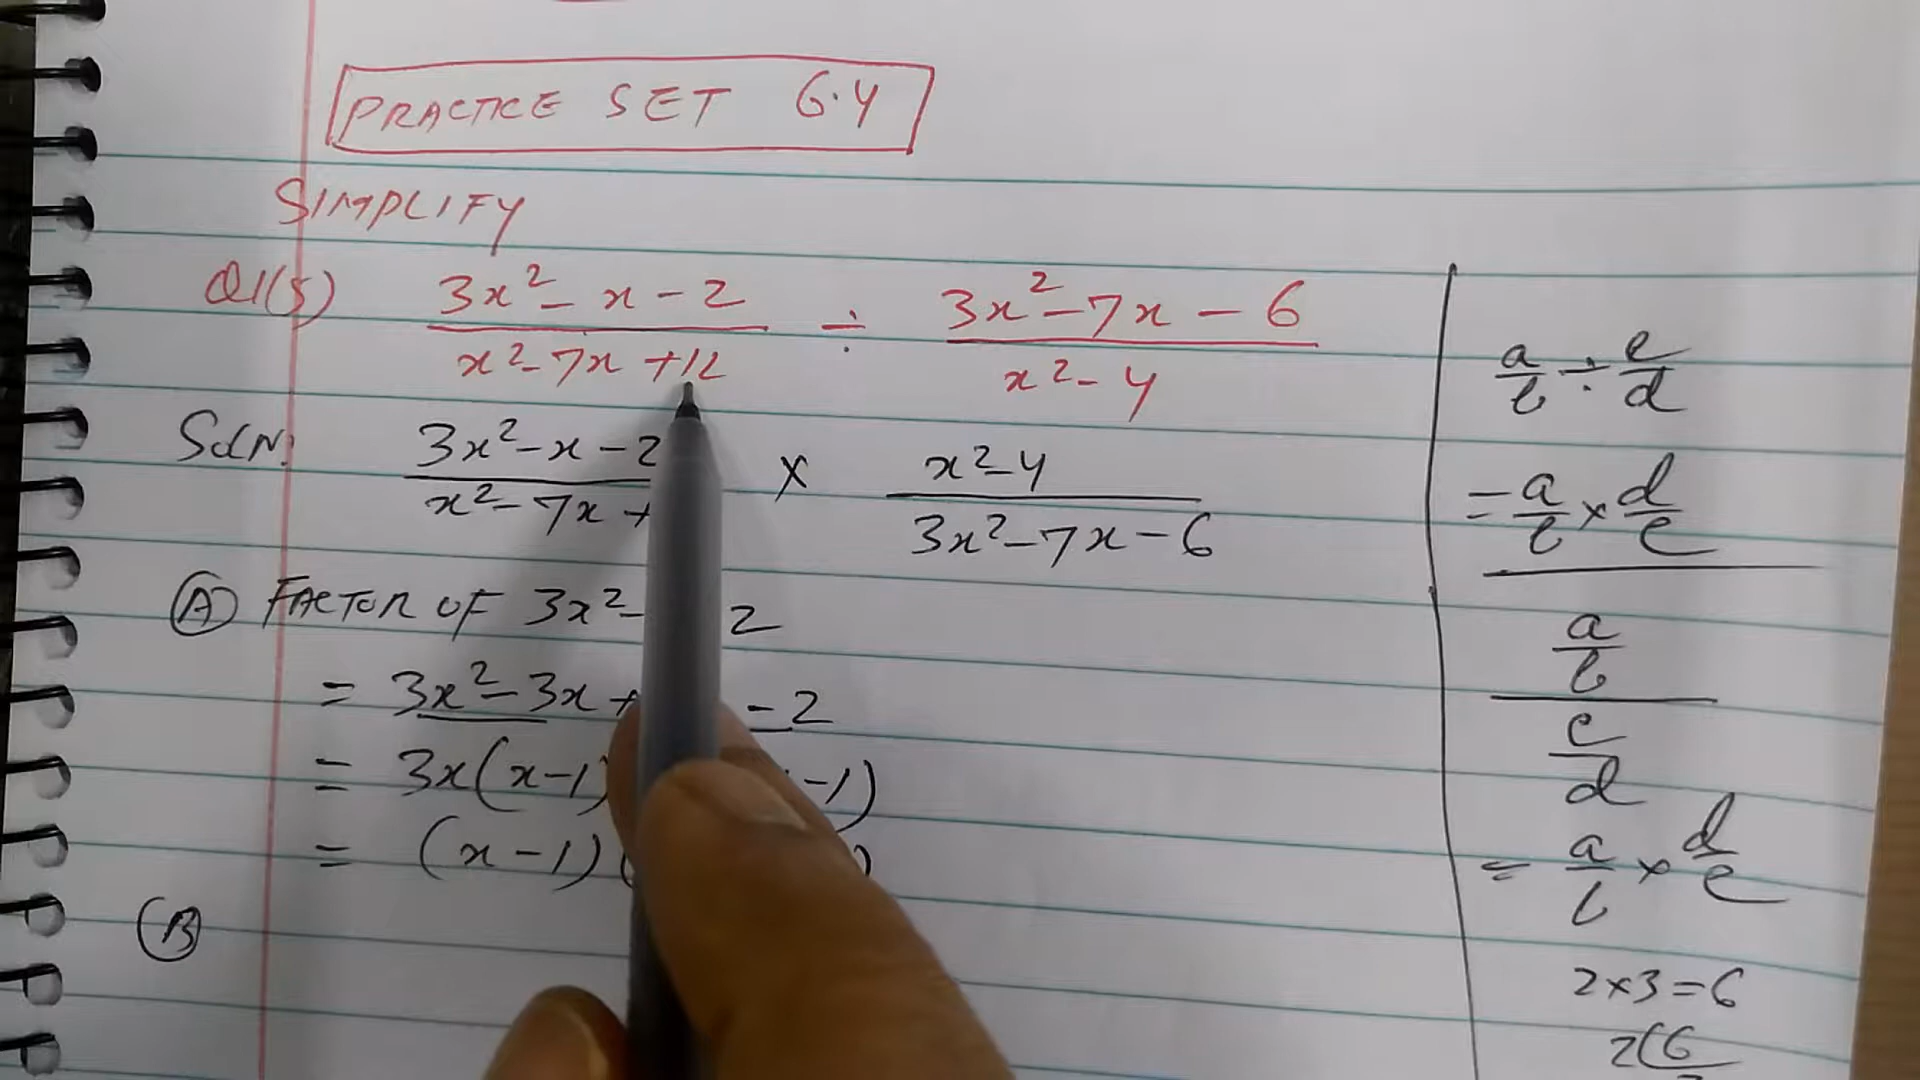 PRACTICE SET 6.4
SIMPLIFY
Q1(5) (3x² - x - 2)/(x² - 7x + 12) ÷ (3x² - 7x - 6)/(x² - 4)
Soln: (3x² - x - 2)/(x² - 7x + × (x² - 4)/(3x² - 7x - 6)
(A) FACTOR OF 3x² - 2
= 3x² - 3x + - 2
= 3x(x-1) -1)
= (x-1)( )
(B)
a/b ÷ c/d
= a/b × d/c
a/b
c/d
= a/b × d/c
2×3=6
2(6